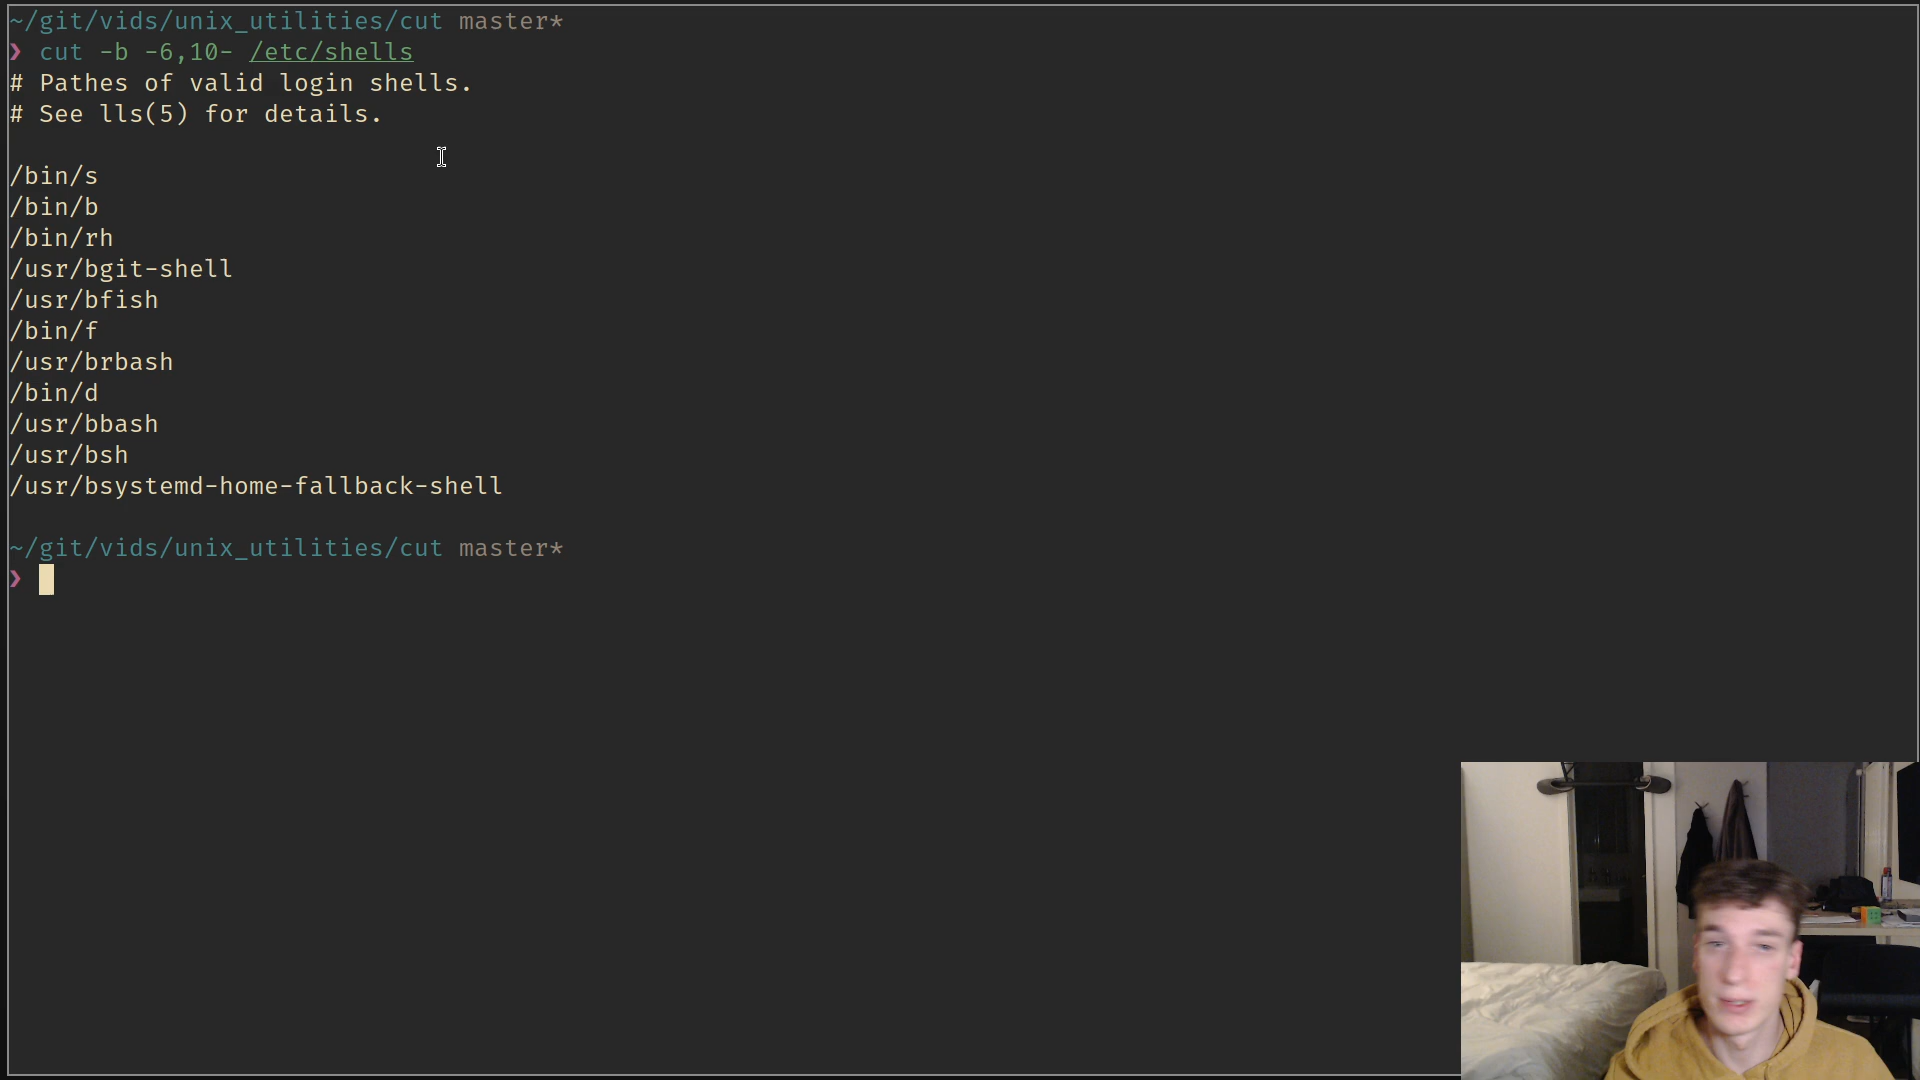 ~/git/vids/unix_utilities/cut master*
❯ cut -b -6,10- /etc/shells
# Pathes of valid login shells.
# See lls(5) for details.
/bin/s
/bin/b
/bin/rh
/usr/bgit-shell
/usr/bfish
/bin/f
/usr/brbash
/bin/d
/usr/bbash
/usr/bsh
/usr/bsystemd-home-fallback-shell
~/git/vids/unix_utilities/cut master*
❯